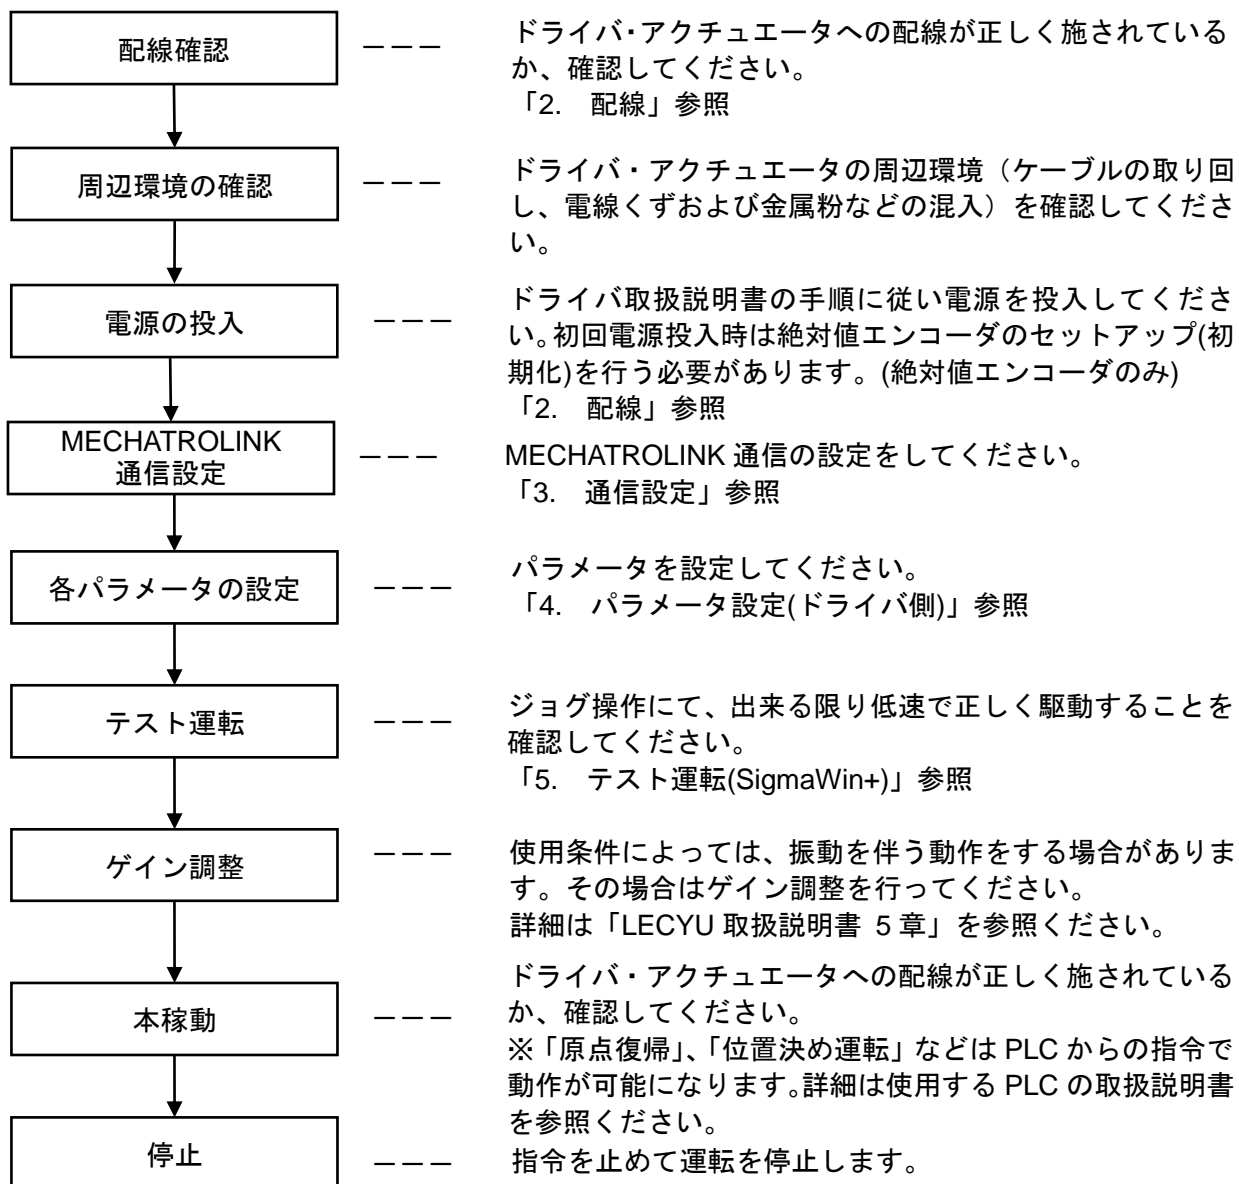 配線確認
－－－
ドライバ･アクチュエータへの配線が正しく施されている
か、確認してください。
「2.　配線」参照
周辺環境の確認
－－－
ドライバ・アクチュエータの周辺環境（ケーブルの取り回
し、電線くずおよび金属粉などの混入）を確認してくださ
い。
電源の投入
－－－
ドライバ取扱説明書の手順に従い電源を投入してくださ
い。初回電源投入時は絶対値エンコーダのセットアップ(初
期化)を行う必要があります。(絶対値エンコーダのみ)
「2.　配線」参照
MECHATROLINK
通信設定
－－－
MECHATROLINK 通信の設定をしてください。
「3.　通信設定」参照
各パラメータの設定
－－－
パラメータを設定してください。
「4.　パラメータ設定(ドライバ側)」参照
テスト運転
－－－
ジョグ操作にて、出来る限り低速で正しく駆動することを
確認してください。
「5.　テスト運転(SigmaWin+)」参照
ゲイン調整
－－－
使用条件によっては、振動を伴う動作をする場合がありま
す。その場合はゲイン調整を行ってください。
詳細は「LECYU 取扱説明書 5 章」を参照ください。
本稼動
－－－
ドライバ・アクチュエータへの配線が正しく施されている
か、確認してください。
※「原点復帰」、「位置決め運転」などは PLC からの指令で
動作が可能になります。詳細は使用する PLC の取扱説明書
を参照ください。
停止
－－－
指令を止めて運転を停止します。